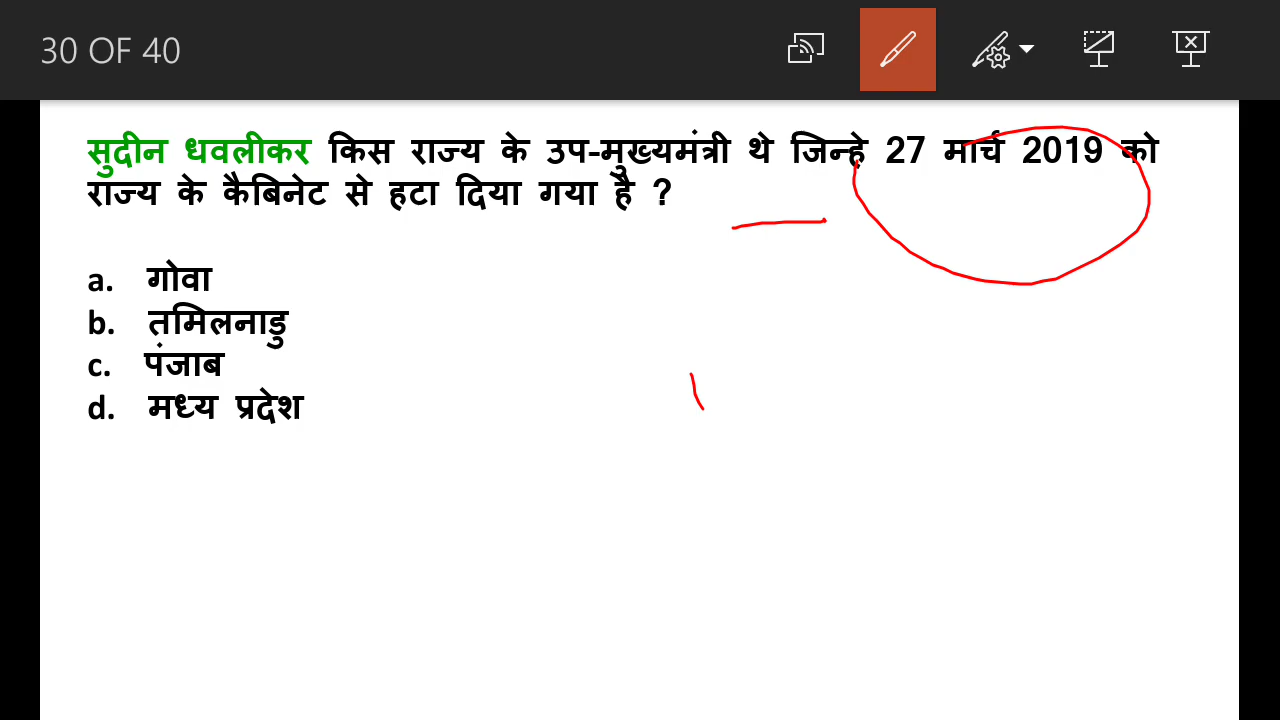 30 OF 40
सुदीन धवलीकर किस राज्य के उप-मुख्यमंत्री थे जिन्हे 27 मार्च 2019 को
राज्य के कैबिनेट से हटा दिया गया है ?
a. गोवा
b. तमिलनाडु
c. पंजाब
d. मध्य प्रदेश